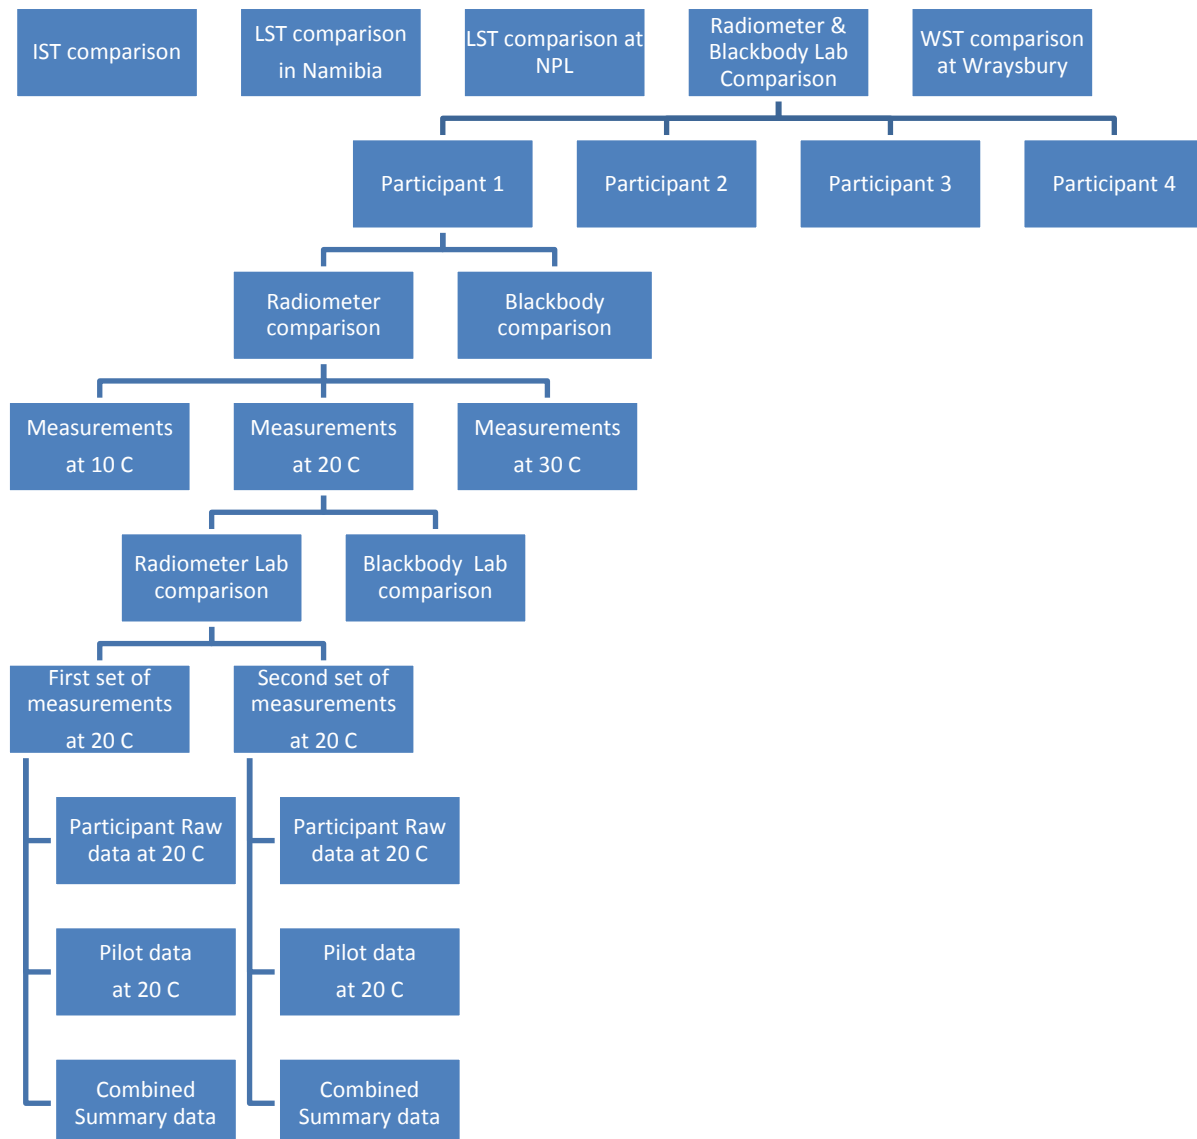 IST comparison
LST comparison
in Namibia
LST comparison at
NPL
Radiometer &
Blackbody Lab
Comparison
WST comparison
at Wraysbury
Participant 1
Participant 2
Participant 3
Participant 4
Radiometer
comparison
Blackbody
comparison
Measurements
at 10 C
Measurements
at 20 C
Measurements
at 30 C
Radiometer Lab
comparison
Blackbody  Lab
comparison
First set of
measurements
at 20 C
Second set of
measurements
at 20 C
Participant Raw
data at 20 C
Participant Raw
data at 20 C
Pilot data
at 20 C
Pilot data
at 20 C
Combined
Summary data
Combined
Summary data